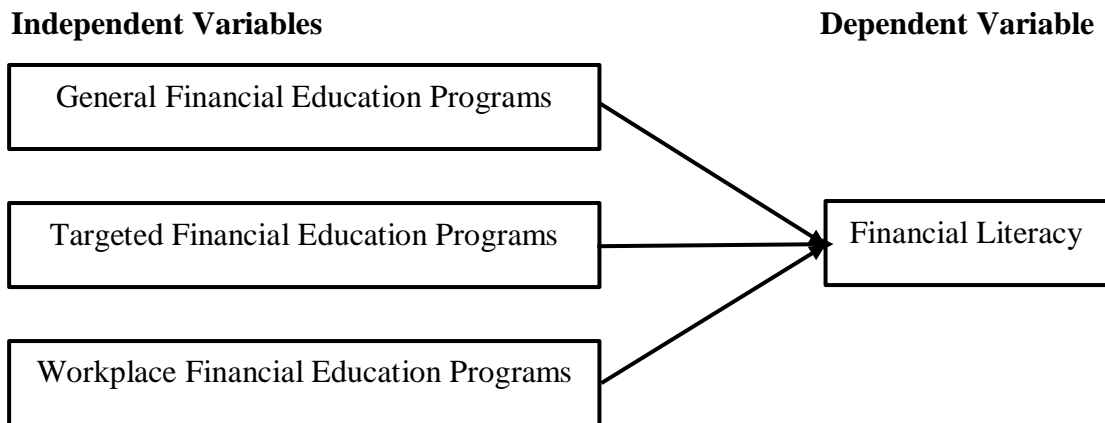 Independent Variables
Dependent Variable
General Financial Education Programs
Targeted Financial Education Programs
Financial Literacy
Workplace Financial Education Programs